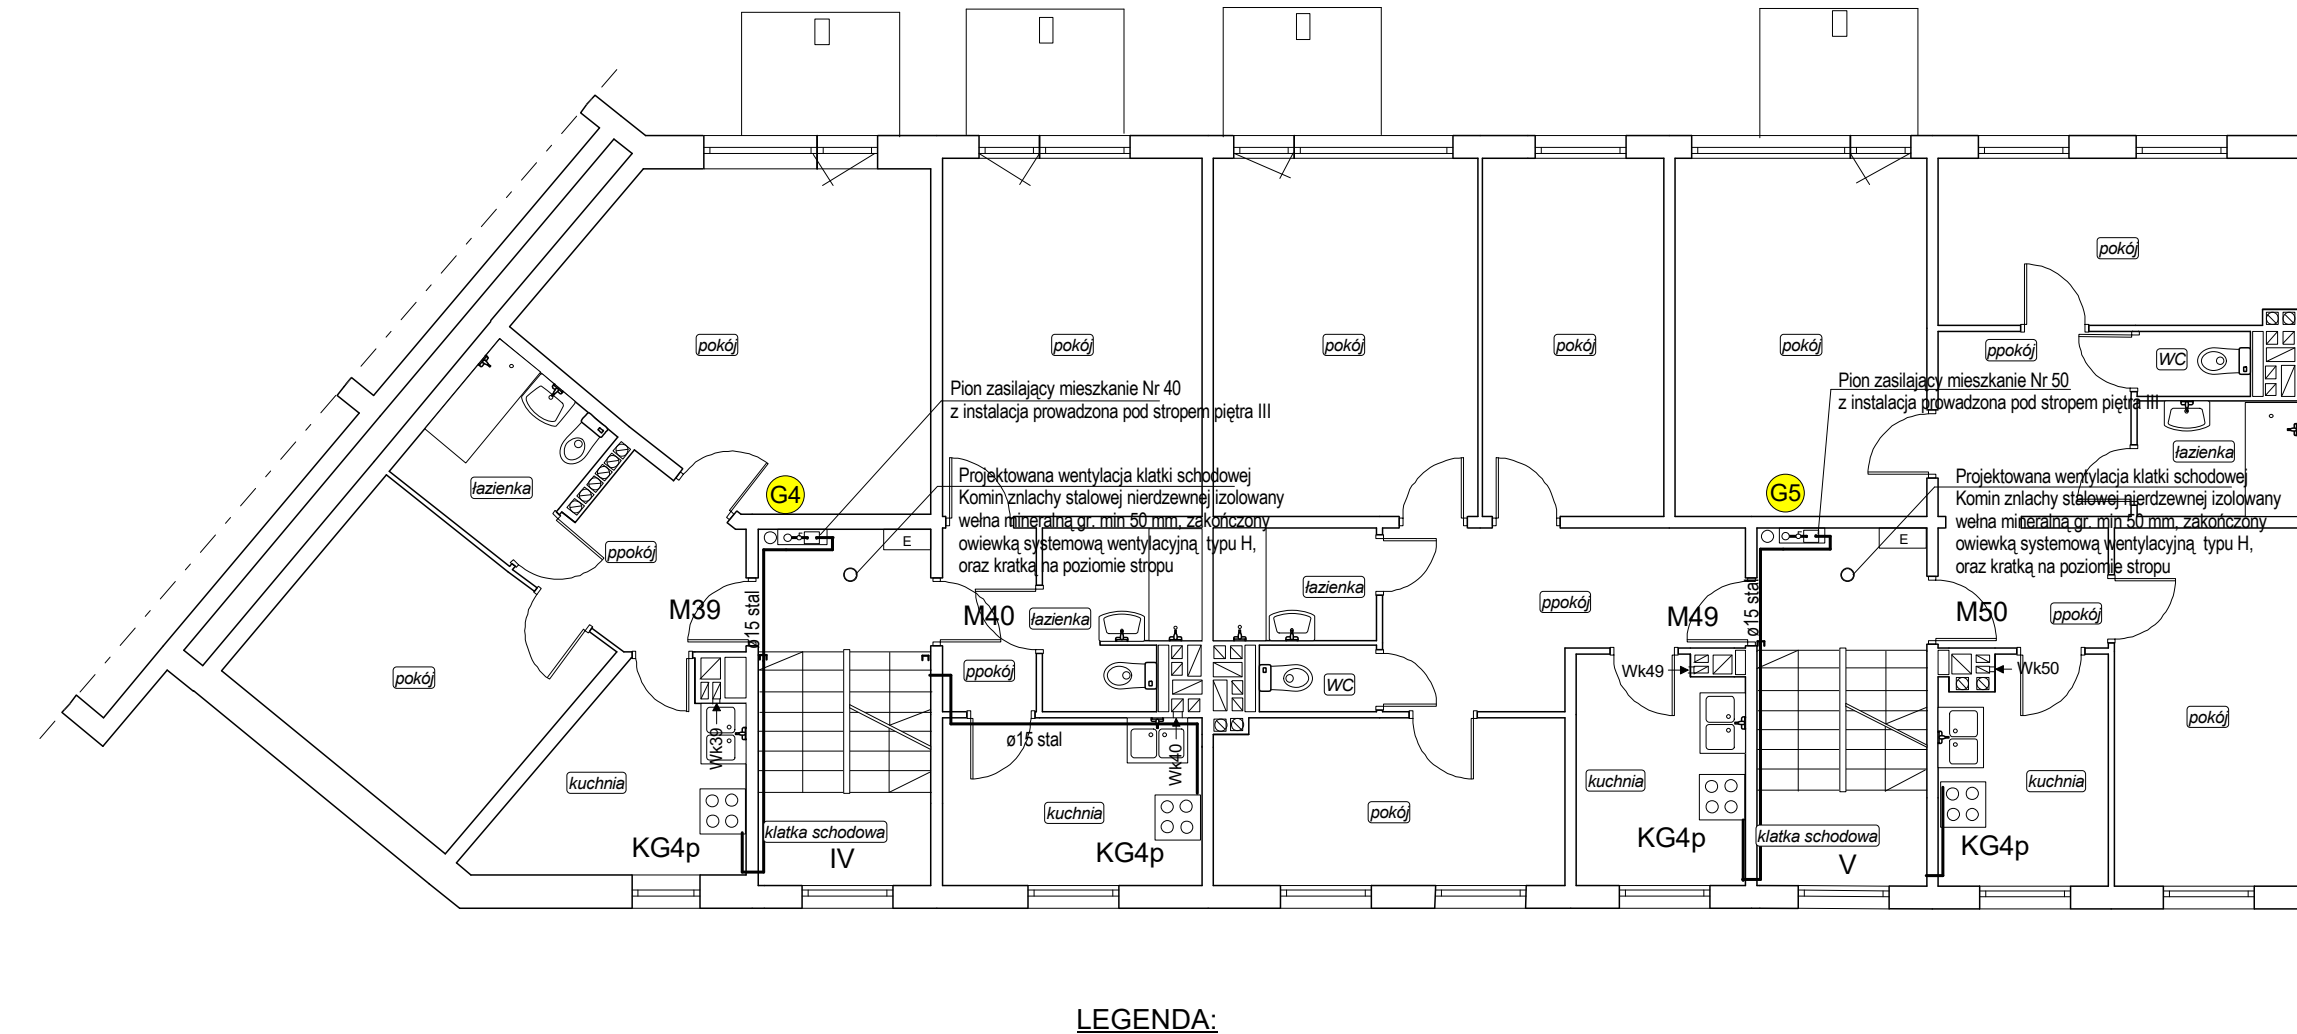 pokój
pokój
pokój
pokój
pokój
pokój
ppokój
WC
Pion zasilający mieszkanie Nr 40
z instalacja prowadzona pod stropem piętra III
Pion zasilający mieszkanie Nr 50
z instalacja prowadzona pod stropem piętra III
łazienka
łazienka
G4
G5
Projektowana wentylacja klatki schodowej
Komin znlachy stalowej nierdzewnej izolowany
wełna mineralną gr. min 50 mm, zakończony
owiewką systemową wentylacyjną typu H,
oraz kratką na poziomie stropu
Projektowana wentylacja klatki schodowej
Komin znlachy stalowej nierdzewnej izolowany
wełna mineralną gr. min 50 mm, zakończony
owiewką systemową wentylacyjną typu H,
oraz kratką na poziomie stropu
ppokój
E
E
M39
ø15 stal
M40
łazienka
łazienka
ppokój
M49
ø15 stal
M50
ppokój
pokój
ppokój
WC
Wk49
Wk50
pokój
Wk39
ø15 stal
Wk40
kuchnia
kuchnia
pokój
kuchnia
kuchnia
klatka schodowa
klatka schodowa
KG4p
IV
KG4p
KG4p
V
KG4p
LEGENDA: